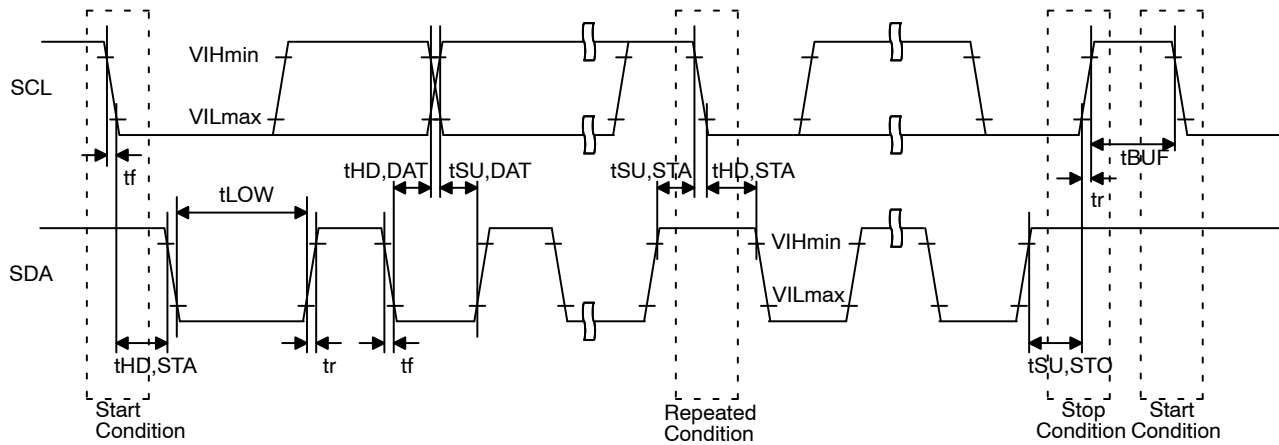 SCL
VIHmin
VILmax
tf
tHD,DAT
tSU,DAT
tSU,STA
tHD,STA
tBUF
tr
tLOW
SDA
VIHmin
VILmax
tHD,STA
tr
tf
tSU,STO
Start
Condition
Repeated
Condition
Stop
Condition
Start
Condition